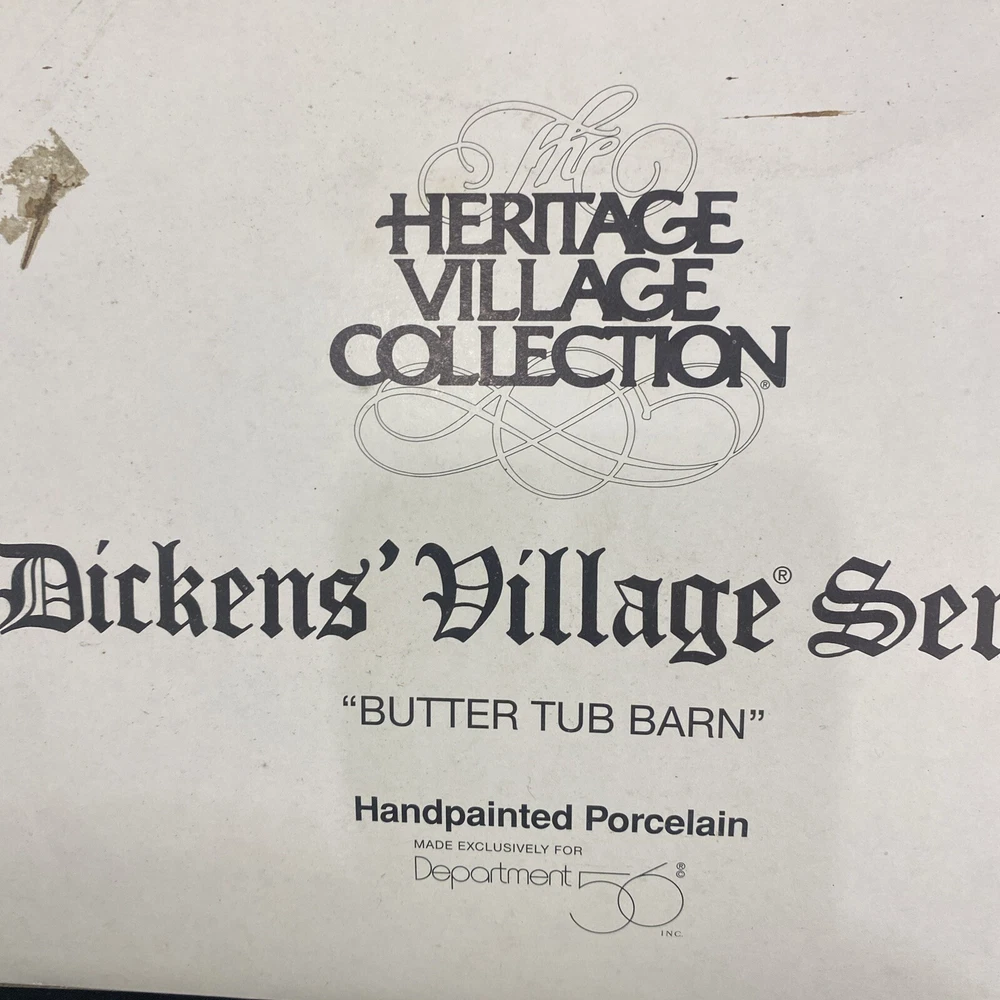 The
HERITAGE
VILLAGE
COLLECTION®
Dickens' Village® Ser
“BUTTER TUB BARN”
Handpainted Porcelain
MADE EXCLUSIVELY FOR
Department 56 ®©
INC.